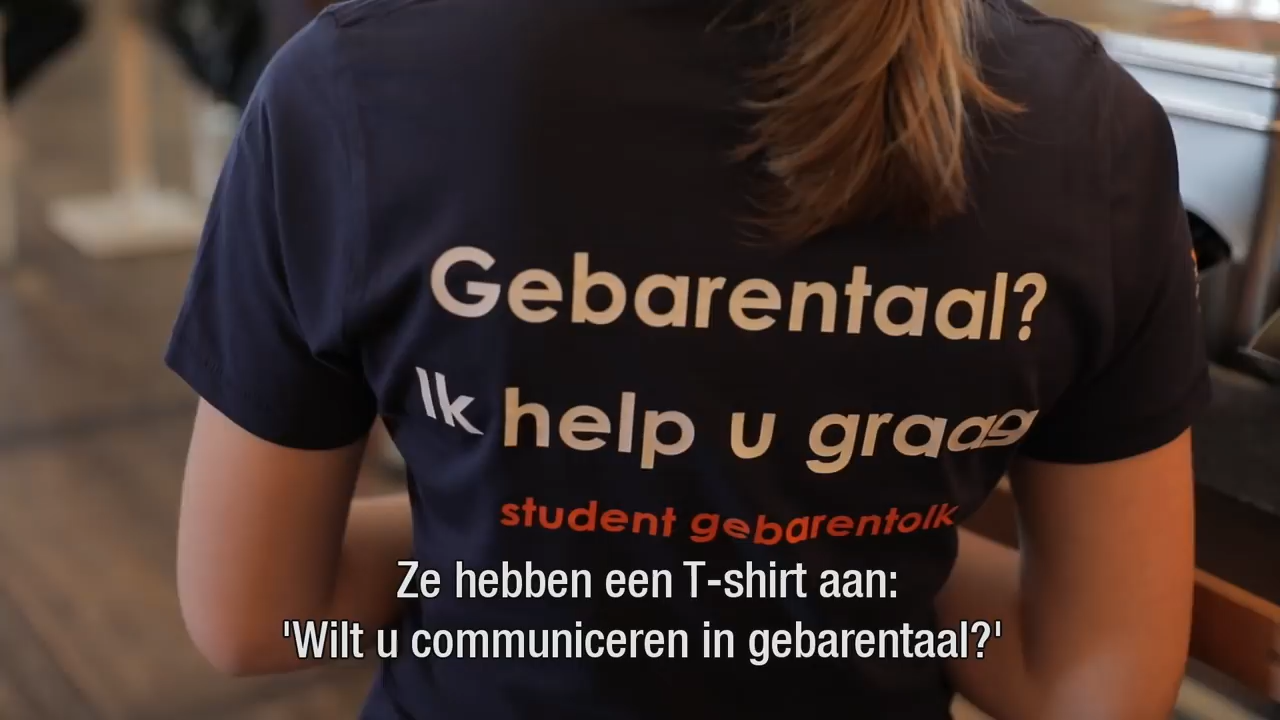 Gebarentaal?
Ik help u graag
student gebarentolk
Ze hebben een T-shirt aan:
'Wilt u communiceren in gebarentaal?'